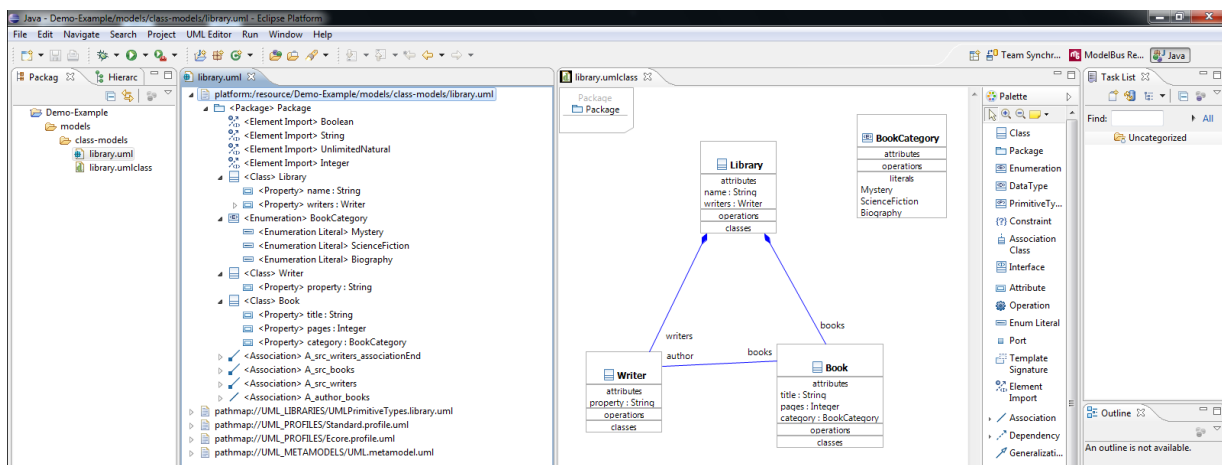 Java - Demo-Example/models/class-models/library.uml - Eclipse Platform
File Edit Navigate Search Project UML Editor Run Window Help
Team Synchr... ModelBus Re... Java
Packag Hierarc
Demo-Example
models
class-models
library.uml
library.umlclass
library.uml
platform:/resource/Demo-Example/models/class-models/library.uml
<Package> Package
<Element Import> Boolean
<Element Import> String
<Element Import> UnlimitedNatural
<Element Import> Integer
<Class> Library
<Property> name : String
<Property> writers : Writer
<Enumeration> BookCategory
<Enumeration Literal> Mystery
<Enumeration Literal> ScienceFiction
<Enumeration Literal> Biography
<Class> Writer
<Property> property : String
<Class> Book
<Property> title : String
<Property> pages : Integer
<Property> category : BookCategory
<Association> A_src_writers_associationEnd
<Association> A_src_books
<Association> A_src_writers
<Association> A_author_books
pathmap://UML_LIBRARIES/UMLPrimitiveTypes.library.uml
pathmap://UML_PROFILES/Standard.profile.uml
pathmap://UML_PROFILES/Ecore.profile.uml
pathmap://UML_METAMODELS/UML.metamodel.uml
library.umlclass
Package
Package
Library
attributes
name : String
writers : Writer
operations
classes
BookCategory
attributes
operations
literals
Mystery
ScienceFiction
Biography
writers
author
books
books
Writer
attributes
property : String
operations
classes
Book
attributes
title : String
pages : Integer
category : BookCategory
operations
classes
Palette
Class
Package
Enumeration
DataType
PrimitiveTy...
{?} Constraint
Association
Class
Interface
Attribute
Operation
Enum Literal
Port
Template
Signature
Element
Import
Association
Dependency
Generalizati...
Task List
Find: All
Uncategorized
Outline
An outline is not available.